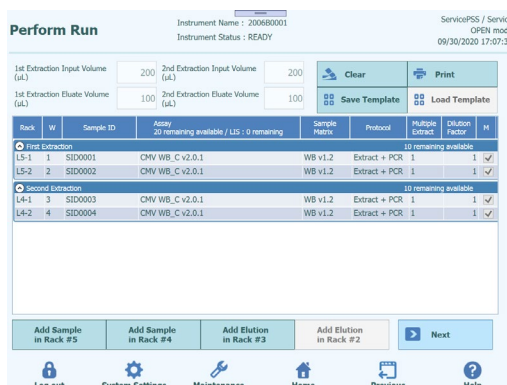 Perform Run
Instrument Name : 2006B0001
Instrument Status : READY
ServicePSS / Servic
OPEN mod
09/30/2020 17:07:3
1st Extraction Input Volume (µL) 200 2nd Extraction Input Volume (µL) 200
Clear Print
1st Extraction Eluate Volume (µL) 100 2nd Extraction Eluate Volume (µL) 100
Save Template Load Template
Rack W Sample ID Assay 20 remaining available / LIS : 0 remaining Sample Matrix Protocol Multiple Extract Dilution Factor M
First Extraction 10 remaining available
L5-1 1 SID0001 CMV WB_C v2.0.1 WB v1.2 Extract + PCR 1 1
L5-2 2 SID0002 CMV WB_C v2.0.1 WB v1.2 Extract + PCR 1 1
Second Extraction 10 remaining available
L4-1 3 SID0003 CMV WB_C v2.0.1 WB v1.2 Extract + PCR 1 1
L4-2 4 SID0004 CMV WB_C v2.0.1 WB v1.2 Extract + PCR 1 1
Add Sample in Rack #5 Add Sample in Rack #4 Add Elution in Rack #3 Add Elution in Rack #2 Next
Log out System Settings Maintenance Home Previous Help